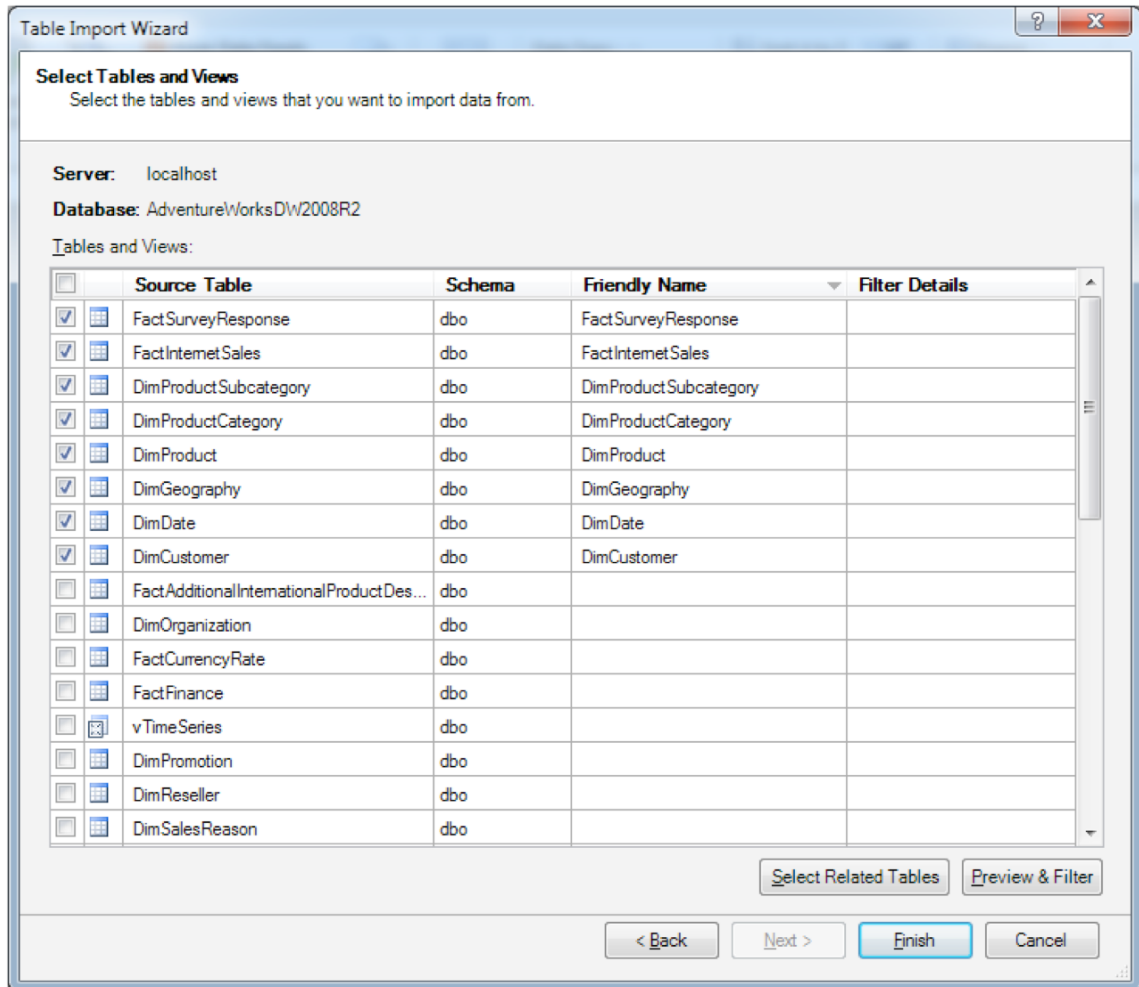 Table Import Wizard
Select Tables and Views
Select the tables and views that you want to import data from.
Server: localhost
Database: AdventureWorksDW2008R2
Tables and Views:
Source Table Schema Friendly Name Filter Details
FactSurveyResponse dbo FactSurveyResponse
FactInternetSales dbo FactInternetSales
DimProductSubcategory dbo DimProductSubcategory
DimProductCategory dbo DimProductCategory
DimProduct dbo DimProduct
DimGeography dbo DimGeography
DimDate dbo DimDate
DimCustomer dbo DimCustomer
FactAdditionalInternationalProductDes... dbo
DimOrganization dbo
FactCurrencyRate dbo
FactFinance dbo
vTimeSeries dbo
DimPromotion dbo
DimReseller dbo
DimSalesReason dbo
Select Related Tables Preview & Filter
< Back Next > Finish Cancel